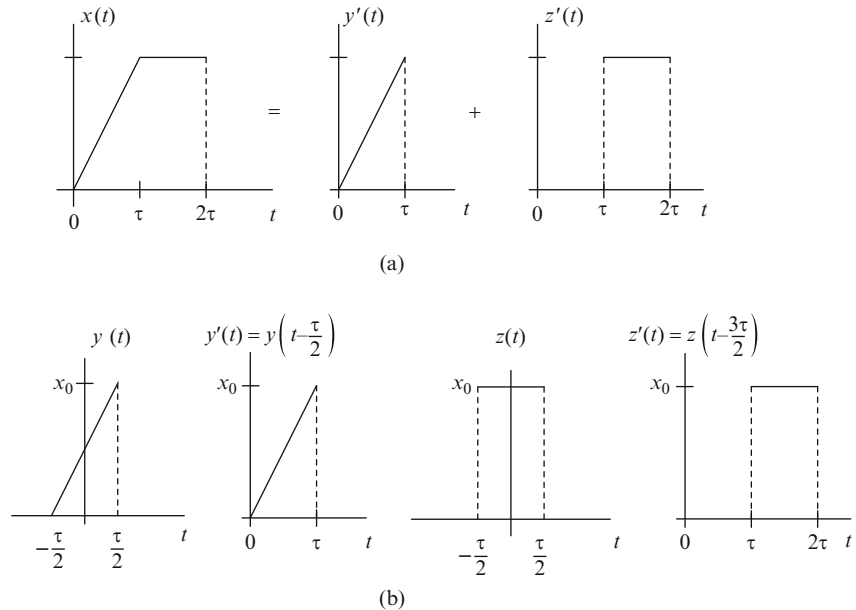 x(t) y′(t) z′(t)
= +
0 τ 2τ t 0 τ t 0 τ 2τ t
(a)
y (t) y′(t) = y(t–τ/2) z(t) z′(t) = z(t–3τ/2)
x₀ x₀ x₀ x₀
–τ/2 τ/2 t 0 τ t –τ/2 τ/2 t 0 τ 2τ t
(b)